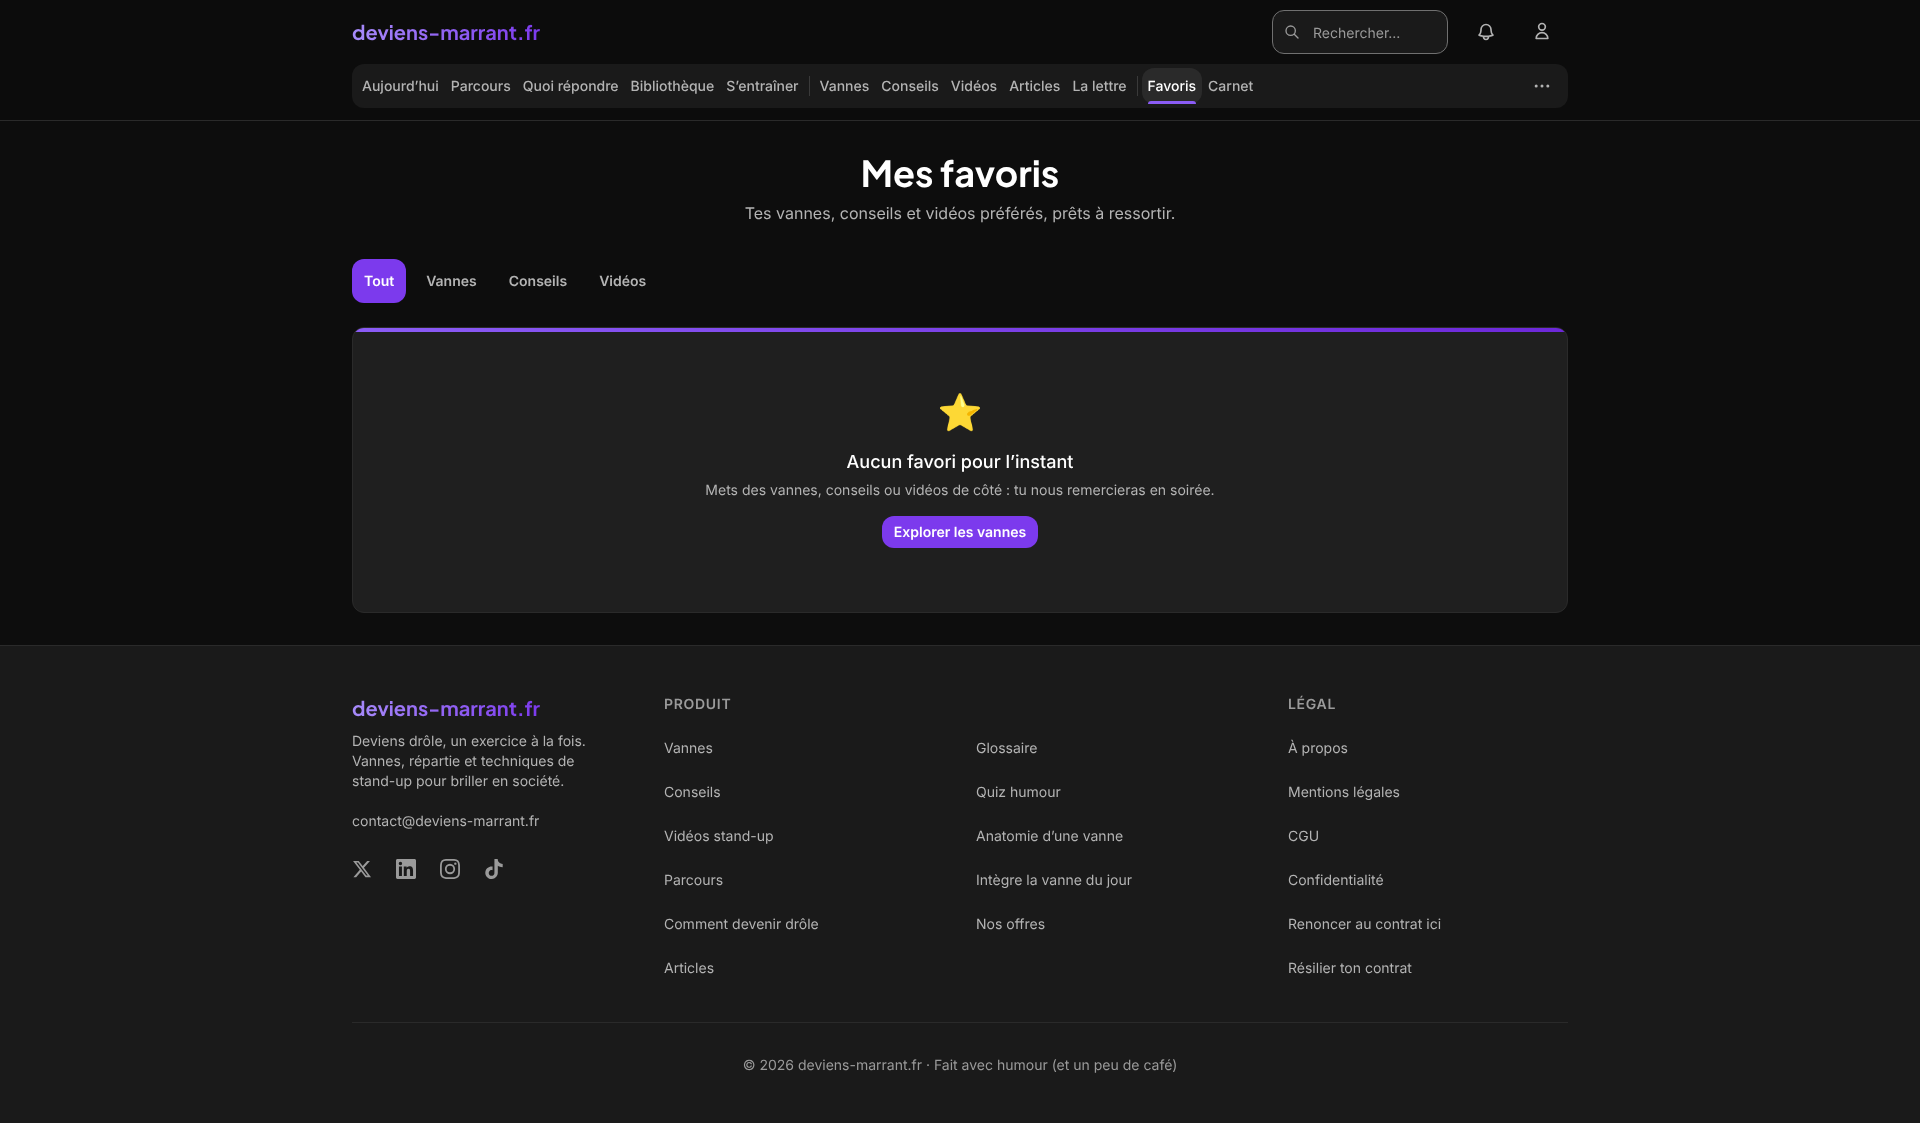 deviens-marrant.fr
Rechercher...
Aujourd’hui Parcours Quoi répondre Bibliothèque S’entraîner Vannes Conseils Vidéos Articles La lettre Favoris Carnet
Mes favoris
Tes vannes, conseils et vidéos préférés, prêts à ressortir.
Tout Vannes Conseils Vidéos
Aucun favori pour l’instant
Mets des vannes, conseils ou vidéos de côté : tu nous remercieras en soirée.
Explorer les vannes
deviens-marrant.fr
Deviens drôle, un exercice à la fois.
Vannes, répartie et techniques de
stand-up pour briller en société.
contact@deviens-marrant.fr
PRODUIT
Vannes
Conseils
Vidéos stand-up
Parcours
Comment devenir drôle
Articles
Glossaire
Quiz humour
Anatomie d’une vanne
Intègre la vanne du jour
Nos offres
LÉGAL
À propos
Mentions légales
CGU
Confidentialité
Renoncer au contrat ici
Résilier ton contrat
© 2026 deviens-marrant.fr · Fait avec humour (et un peu de café)